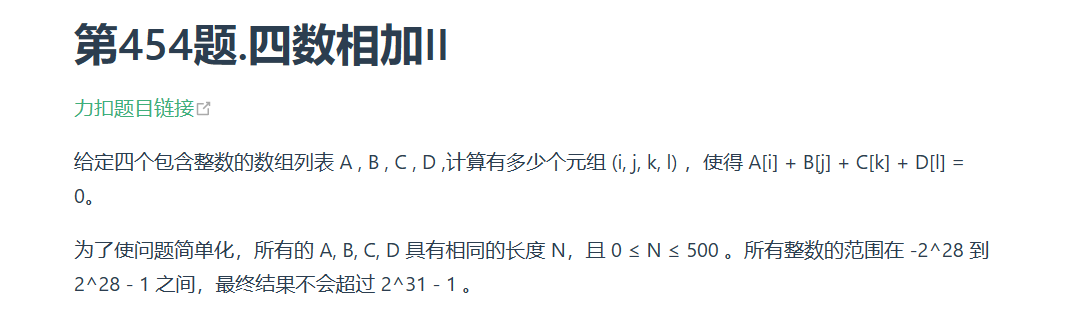 第454题.四数相加II
力扣题目链接
给定四个包含整数的数组列表 A , B , C , D ,计算有多少个元组 (i, j, k, l) ，使得 A[i] + B[j] + C[k] + D[l] =
0。
为了使问题简单化，所有的 A, B, C, D 具有相同的长度 N，且 0 ≤ N ≤ 500 。所有整数的范围在 -2^28 到
2^28 - 1 之间，最终结果不会超过 2^31 - 1 。